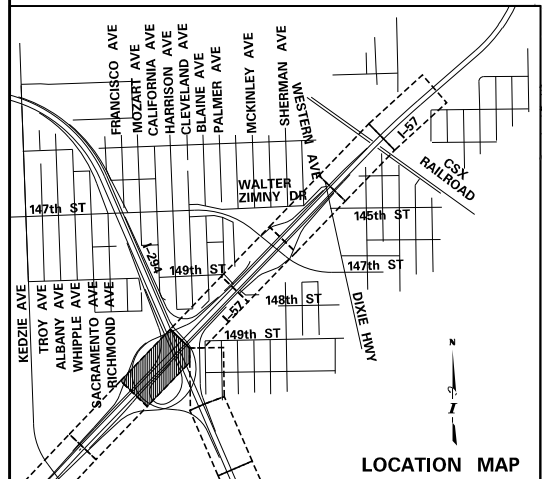 FRANCISCO AVE
MOZART AVE
CALIFORNIA AVE
HARRISON AVE
CLEVELAND AVE
BLAINE AVE
PALMER AVE
MCKINLEY AVE
SHERMAN AVE
WESTERN AVE
I-57
CSX
RAILROAD
WALTER
ZIMNY DR
147th ST
145th ST
I-294
149th ST
147th ST
I-57
148th ST
149th ST
DIXIE HWY
KEDZIE AVE
TROY AVE
ALBANY AVE
WHIPPLE AVE
SACRAMENTO AVE
RICHMOND AVE
N
LOCATION MAP